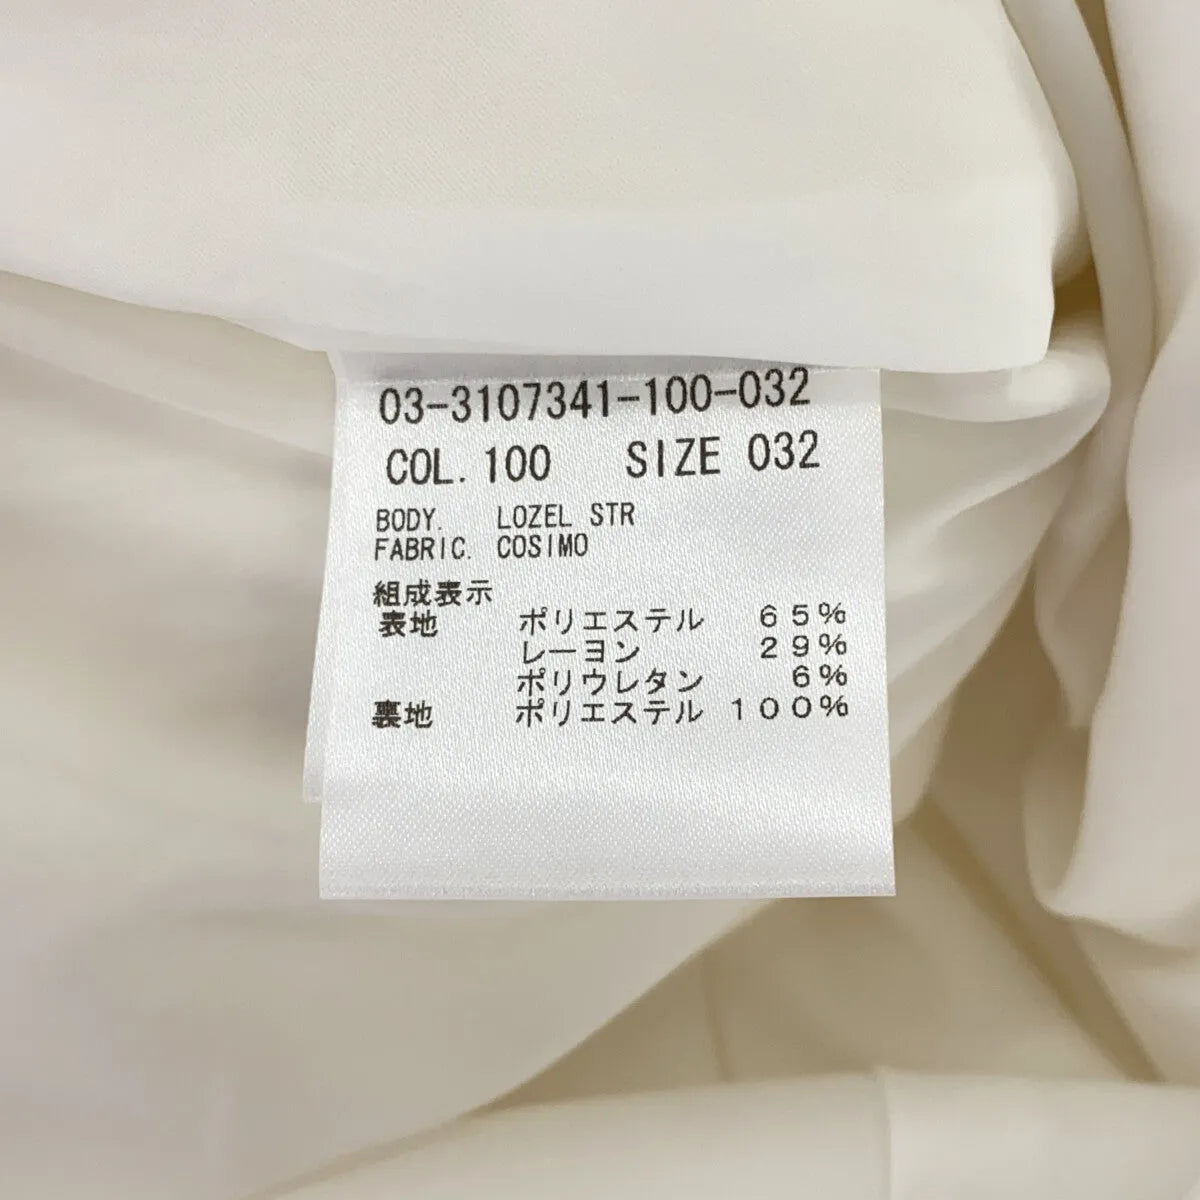 03-3107341-100-032
COL. 100 SIZE 032
BODY. LOZEL STR
FABRIC. COSIMO
組成表示
表地 ポリエステル 65%
レーヨン 29%
ポリウレタン 6%
裏地 ポリエステル 100%